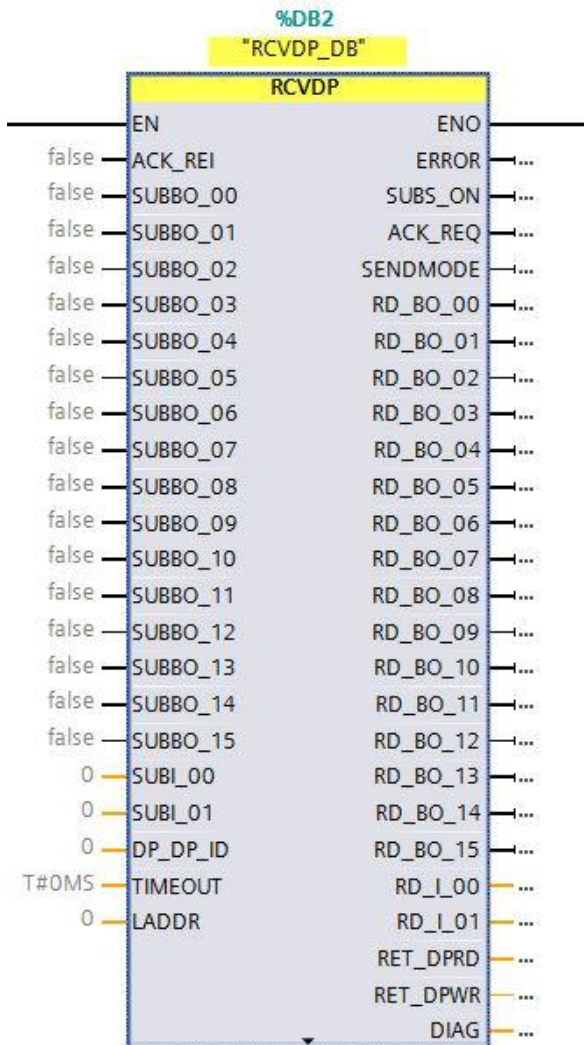 %DB2
"RCVDP_DB"
RCVDP
EN ENO
false ACK_REI ERROR ...
false SUBBO_00 SUBS_ON ...
false SUBBO_01 ACK_REQ ...
false SUBBO_02 SENDMODE ...
false SUBBO_03 RD_BO_00 ...
false SUBBO_04 RD_BO_01 ...
false SUBBO_05 RD_BO_02 ...
false SUBBO_06 RD_BO_03 ...
false SUBBO_07 RD_BO_04 ...
false SUBBO_08 RD_BO_05 ...
false SUBBO_09 RD_BO_06 ...
false SUBBO_10 RD_BO_07 ...
false SUBBO_11 RD_BO_08 ...
false SUBBO_12 RD_BO_09 ...
false SUBBO_13 RD_BO_10 ...
false SUBBO_14 RD_BO_11 ...
false SUBBO_15 RD_BO_12 ...
0 SUBI_00 RD_BO_13 ...
0 SUBI_01 RD_BO_14 ...
0 DP_DP_ID RD_BO_15 ...
T#0MS TIMEOUT RD_I_00 ...
0 LADDR RD_I_01 ...
RET_DPRD ...
RET_DPWR ...
DIAG ...